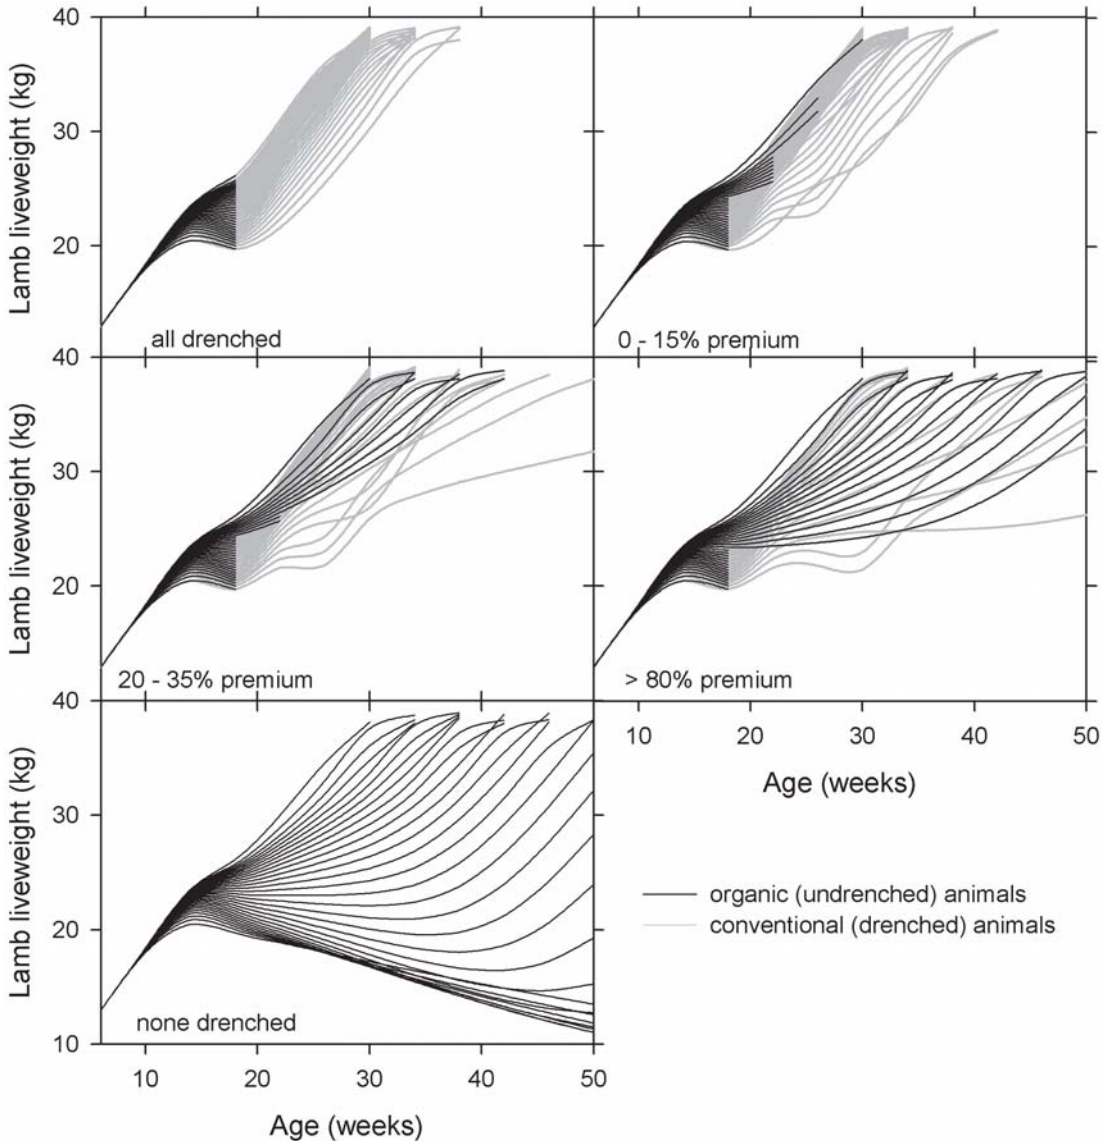 40
30
20
Lamb liveweight (kg)
all drenched
0 - 15% premium
40
30
20
Lamb liveweight (kg)
20 - 35% premium
> 80% premium
40
10 20 30 40 50
Age (weeks)
30
20
10
Lamb liveweight (kg)
organic (undrenched) animals
conventional (drenched) animals
none drenched
10 20 30 40 50
Age (weeks)